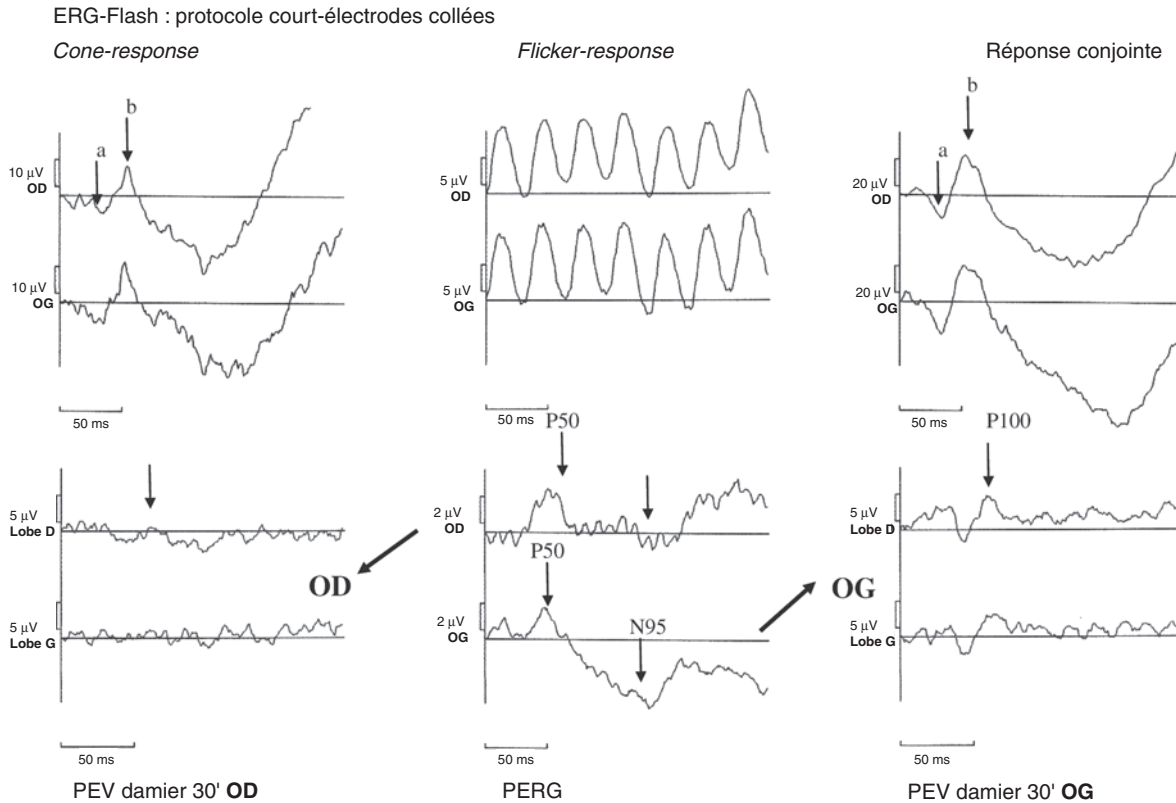 ERG-Flash : protocole court-électrodes collées
Cone-response
Flicker-response
Réponse conjointe
a
b
10 µV
OD
10 µV
OG
50 ms
5 µV
OD
5 µV
OG
50 ms
a
b
20 µV
OD
20 µV
OG
50 ms
5 µV
Lobe D
OD
5 µV
Lobe G
50 ms
PEV damier 30' OD
P50
2 µV
OD
P50
2 µV
OG
N95
50 ms
PERG
P100
5 µV
Lobe D
OG
5 µV
Lobe G
50 ms
PEV damier 30' OG